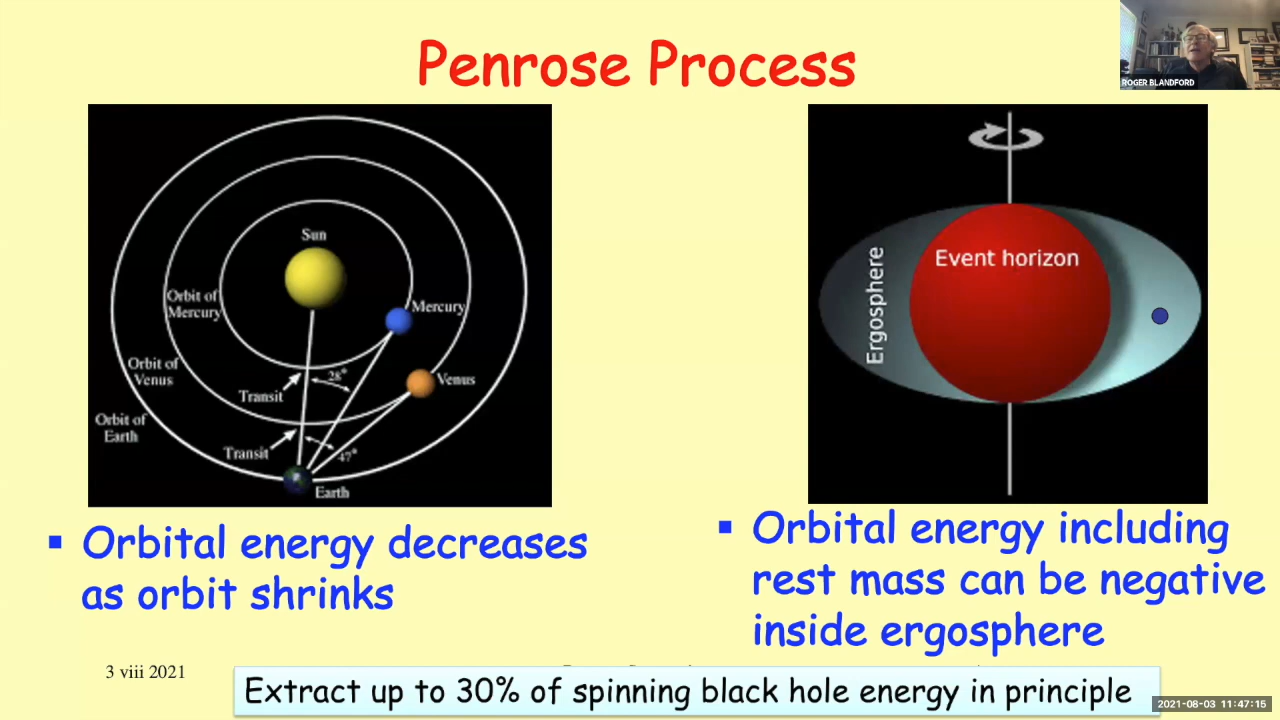 Penrose Process
ROGER BLANDFORD
Sun
Orbit of
Mercury
Mercury
Orbit of
Venus
Venus
28°
Transit
Orbit of
Earth
Transit
47°
Earth
Event horizon
Ergosphere
▪ Orbital energy decreases
as orbit shrinks
▪ Orbital energy including
rest mass can be negative
inside ergosphere
3 viii 2021
Extract up to 30% of spinning black hole energy in principle
2021-08-03 11:47:15